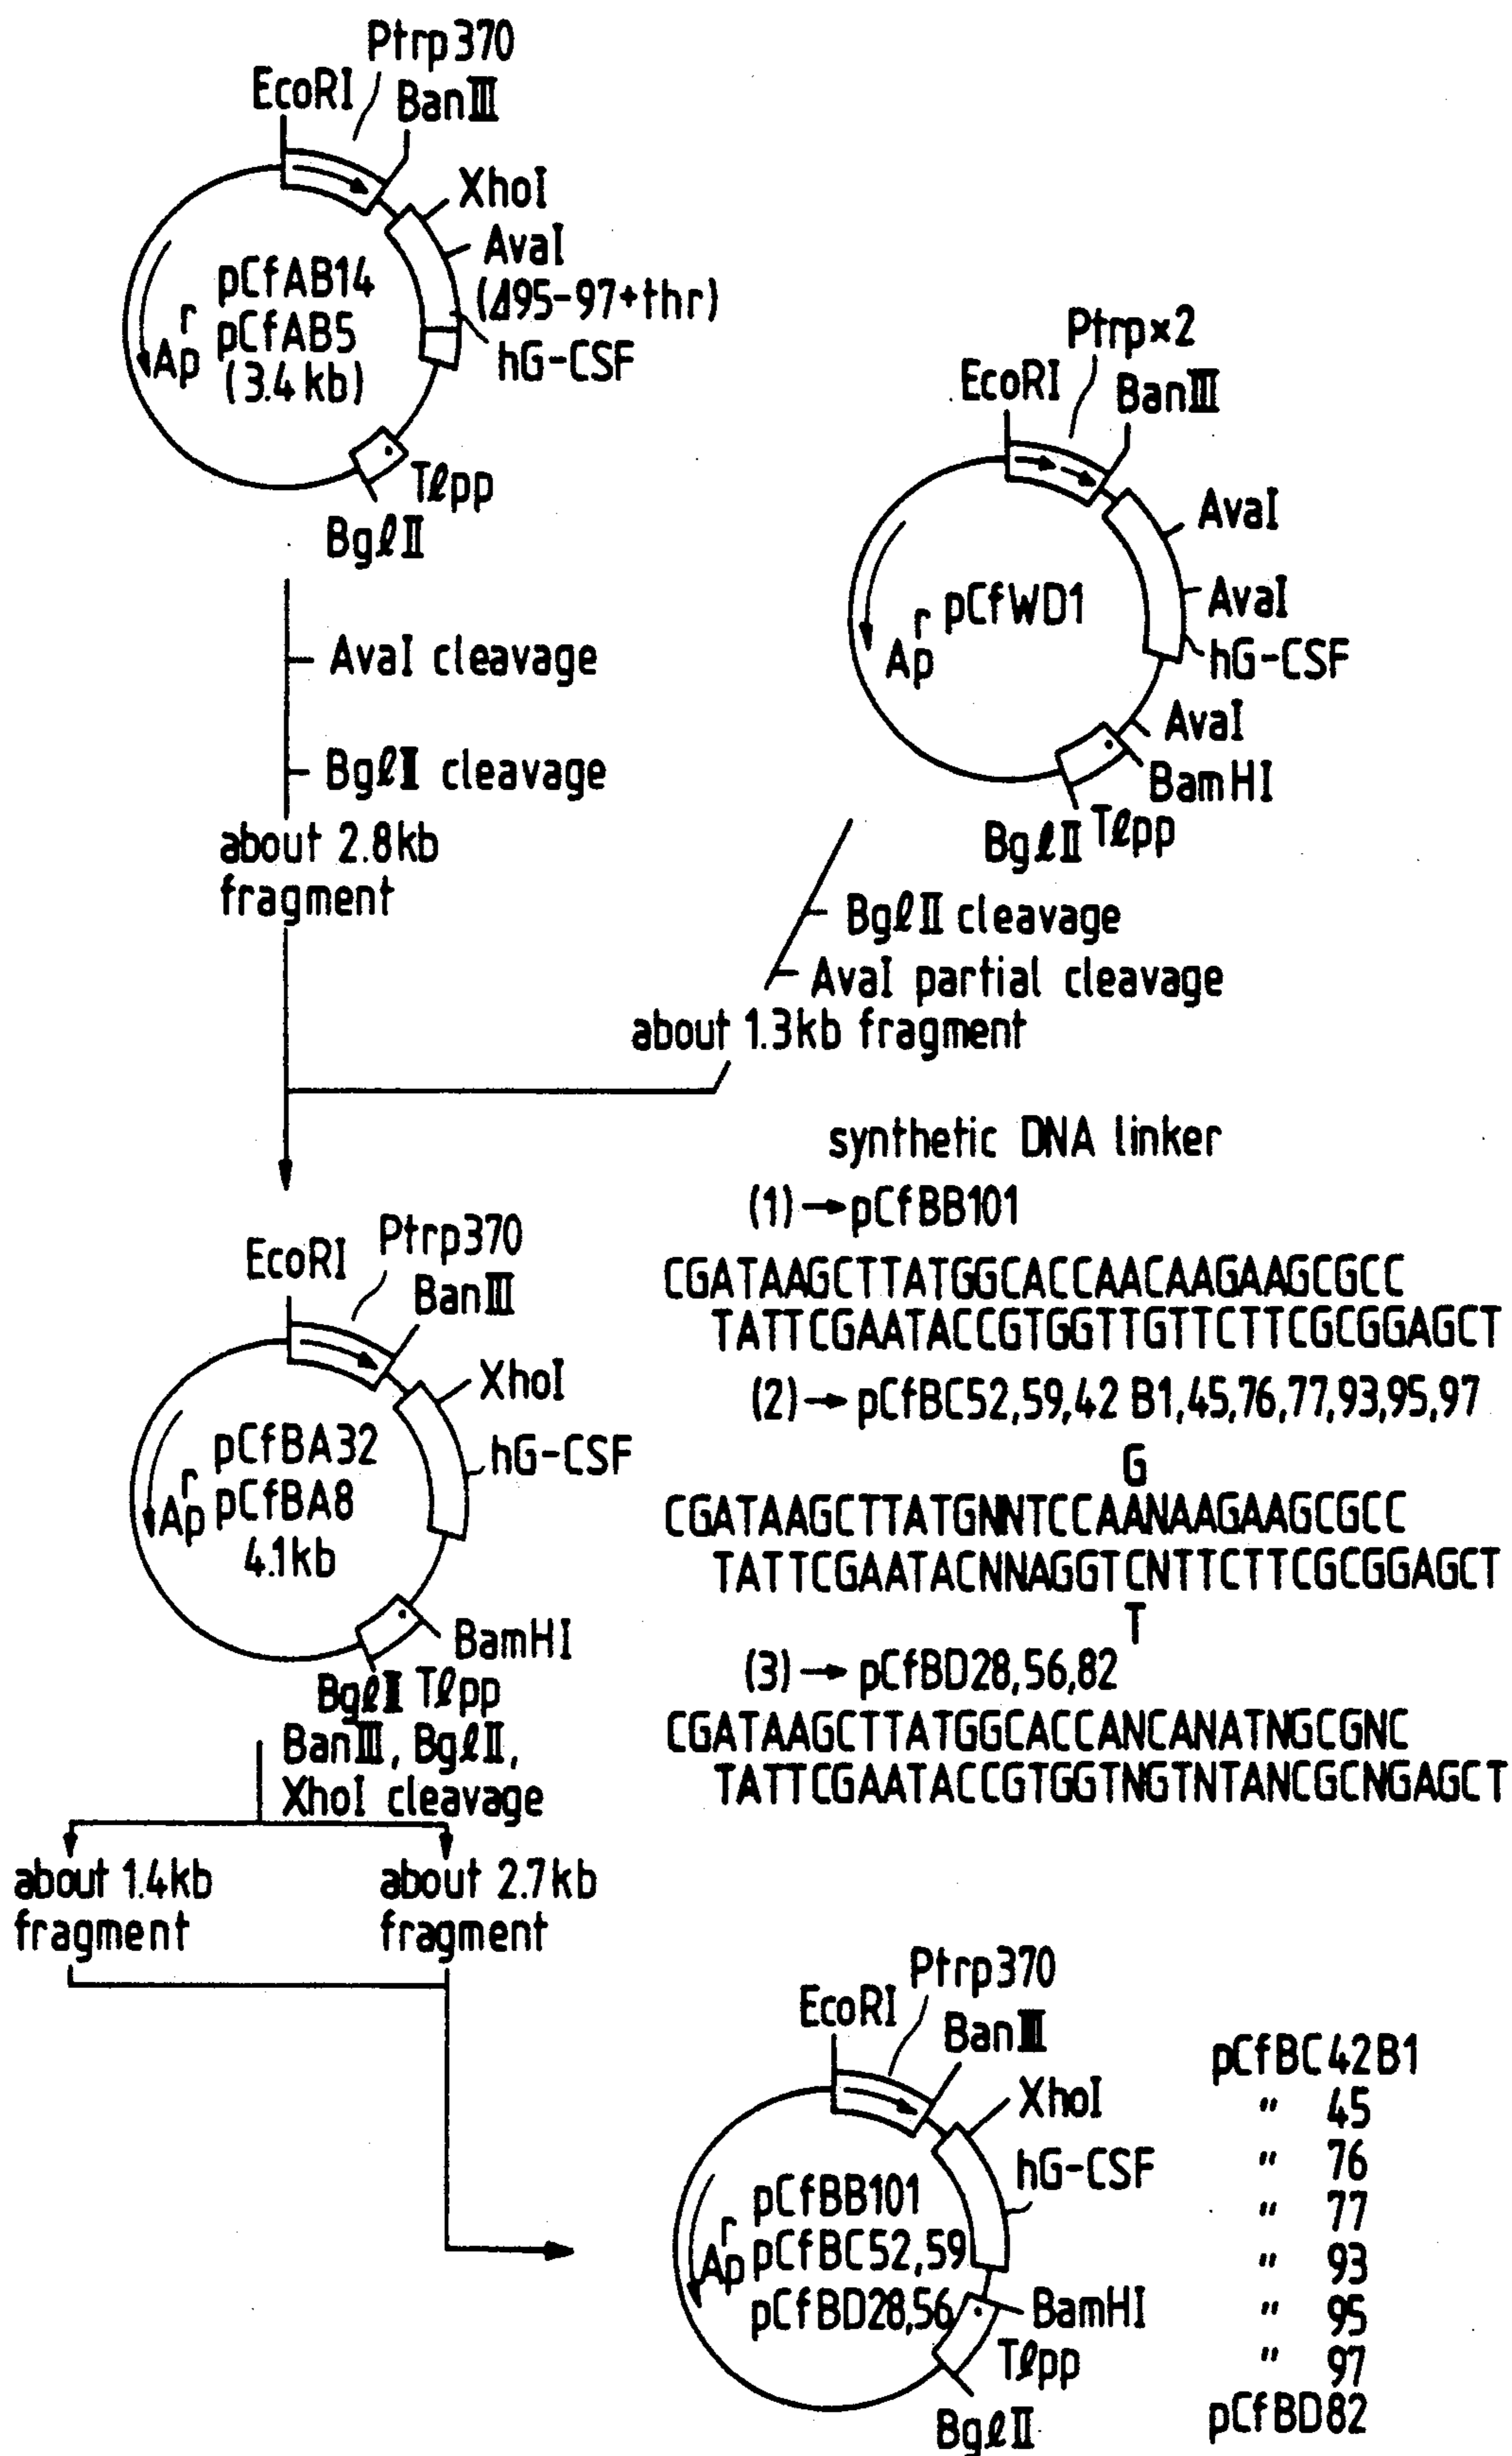 Ptrp370
EcoRI
BanIII
XhoI
AvaI
(Δ95-97+thr)
hG-CSF
pCfAB14
pCfAB5
(3.4kb)
Apr
Tℓpp
BgℓII
Ptrp×2
EcoRI
BanIII
AvaI
AvaI
hG-CSF
pCfWD1
Apr
AvaI
BamHI
BgℓII Tℓpp
AvaI cleavage
BgℓII cleavage
about 2.8kb
fragment
BgℓII cleavage
AvaI partial cleavage
about 1.3kb fragment
synthetic DNA linker
(1)→pCfBB101
CGATAAGCTTATGGCACCAACAAGAAGCGCC
TATTCGAATACCGTGGTTGTTCTTCGCGGAGCT
(2)→pCfBC52,59,42 B1,45,76,77,93,95,97
G
CGATAAGCTTATGNNTCCAANAAGAAGCGCC
TATTCGAATACNNAGGTCNTTCTTCGCGGAGCT
T
(3)→pCfBD28,56,82
CGATAAGCTTATGGCACCANCANATNGCGNC
TATTCGAATACCGTGGTNGTNTANCGCNGAGCT
Ptrp370
EcoRI
BanIII
XhoI
hG-CSF
pCfBA32
pCfBA8
4.1kb
Apr
BamHI
BgℓII Tℓpp
BanIII, BgℓII,
XhoI cleavage
about 1.4kb
fragment
about 2.7kb
fragment
Ptrp370
EcoRI
BanIII
XhoI
hG-CSF
pCfBB101
pCfBC52,59
pCfBD28,56
Apr
BamHI
Tℓpp
BgℓII
pCfBC42B1
" 45
" 76
" 77
" 93
" 95
" 97
pCfBD82